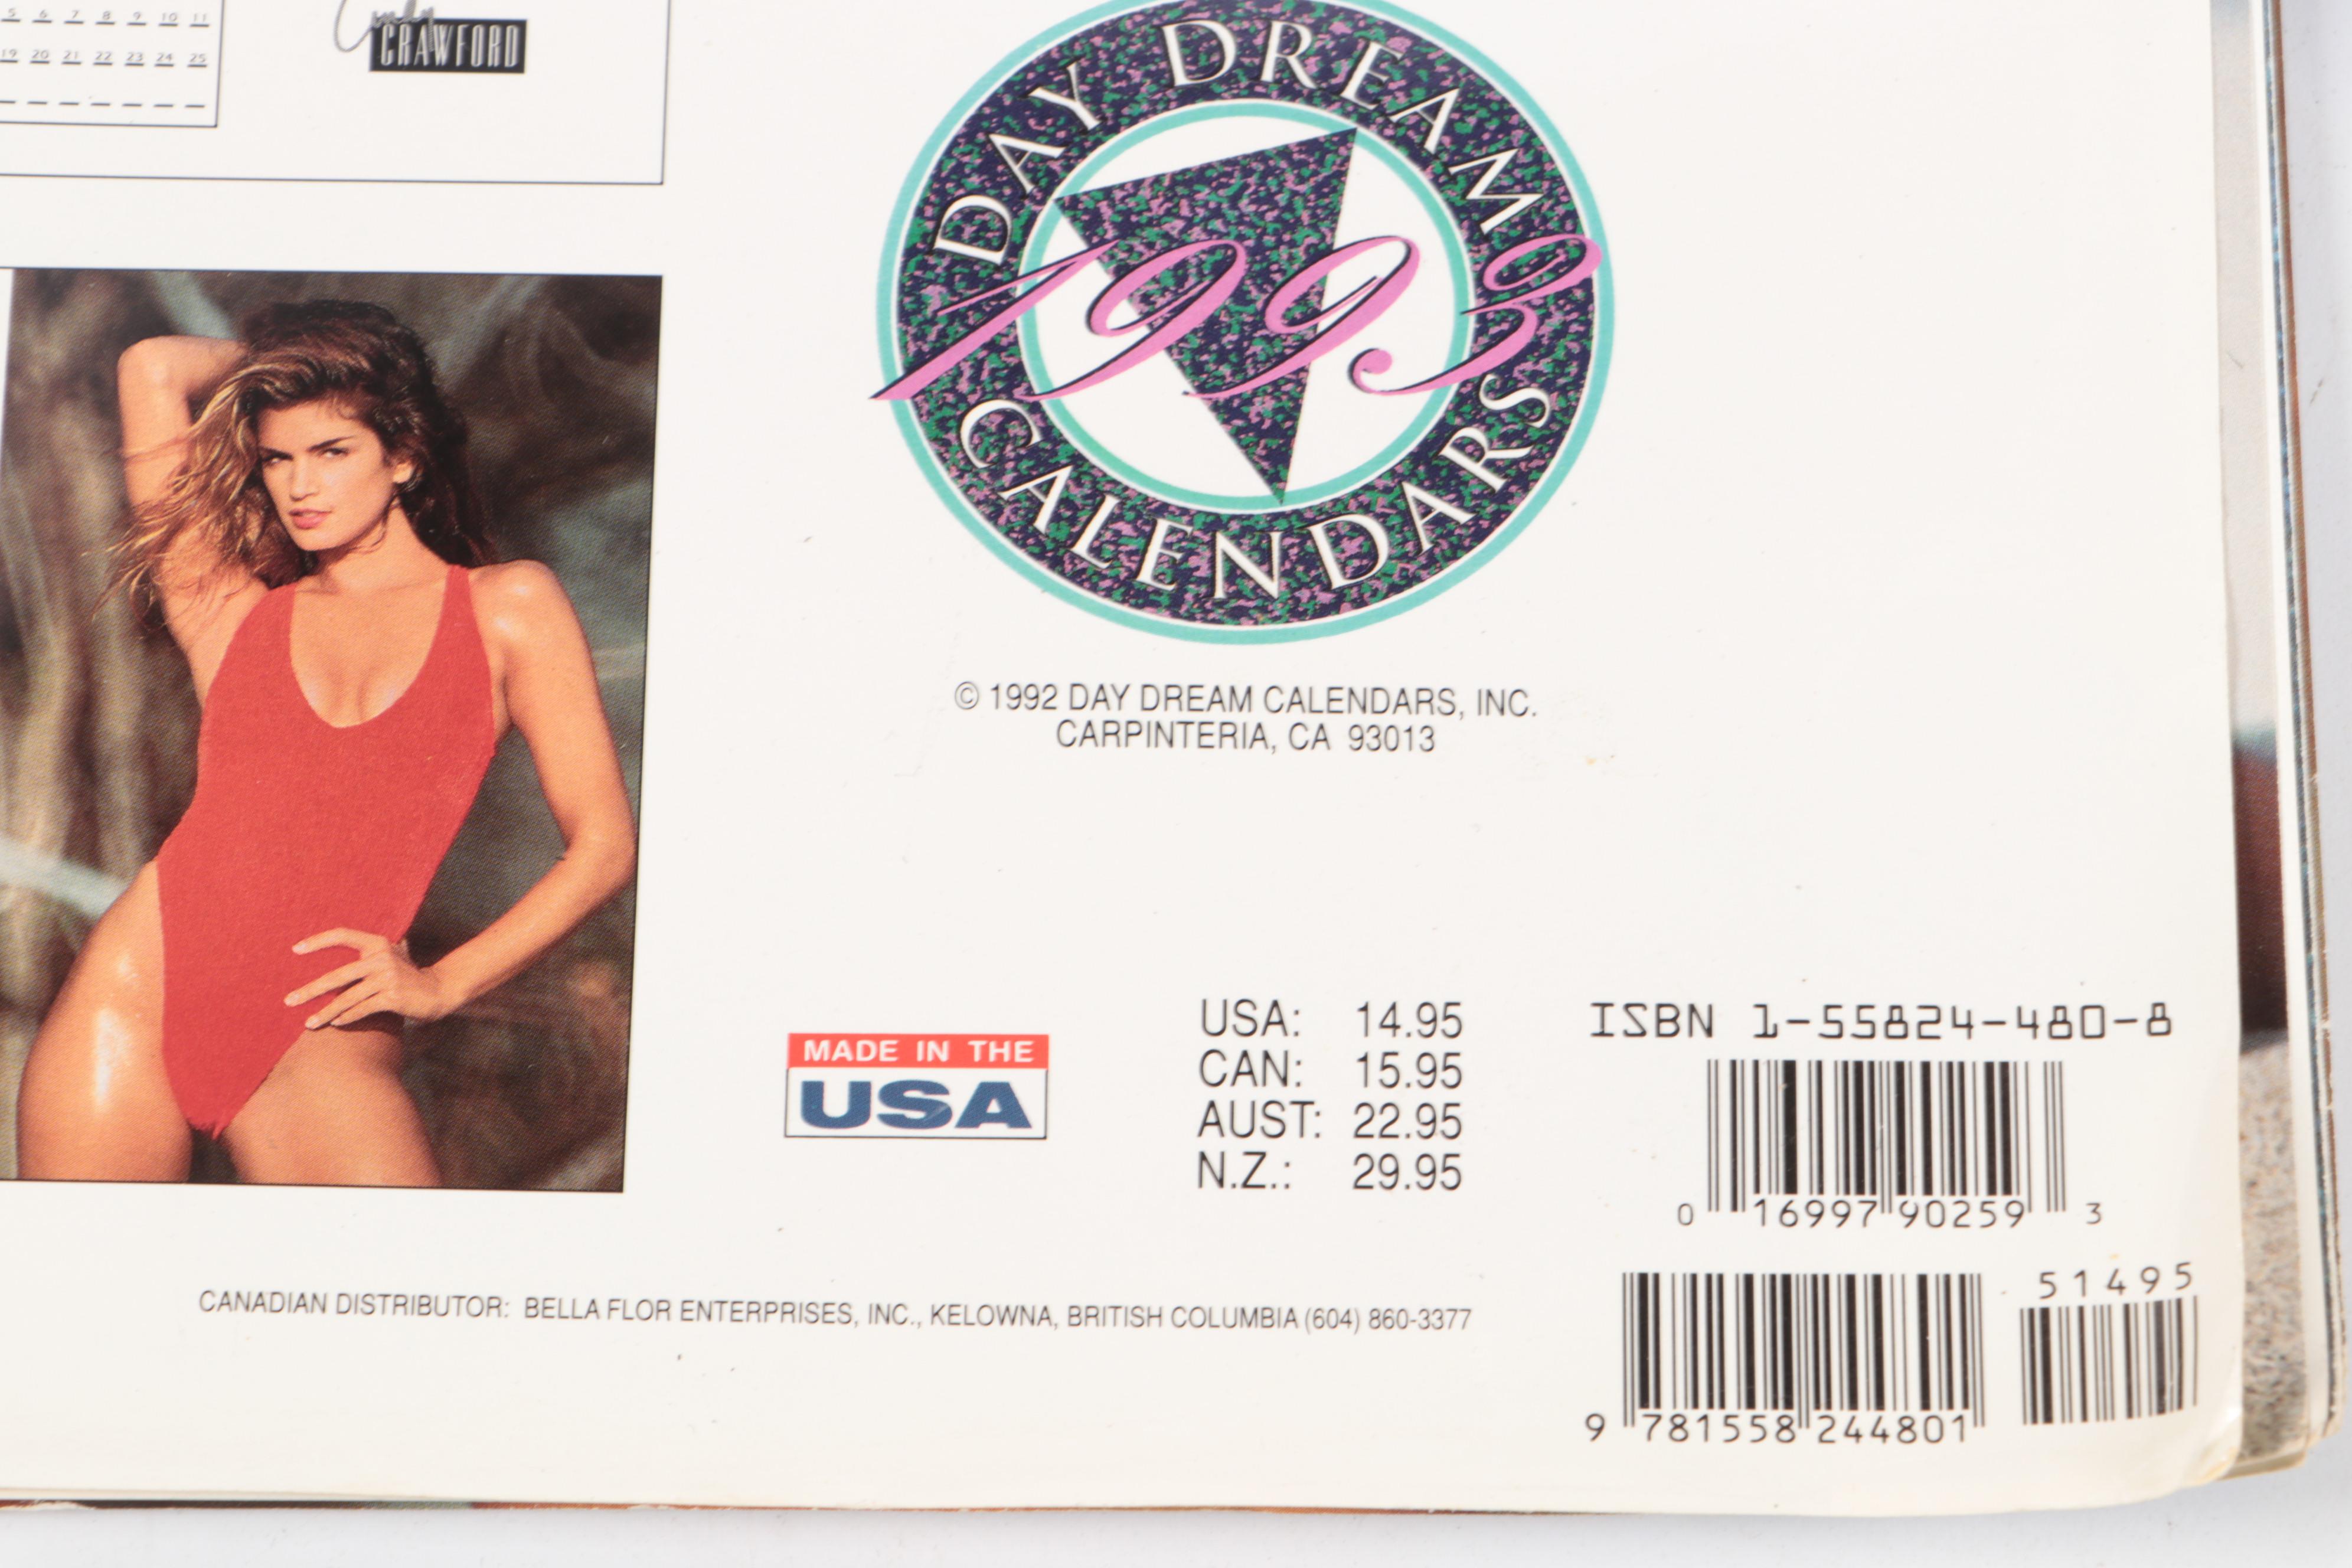 5 6 7 8 9 10 11
19 20 21 22 23 24 25
Cindy
CRAWFORD
DAY DREAM
1993
CALENDARS
© 1992 DAY DREAM CALENDARS, INC.
CARPINTERIA, CA 93013
MADE IN THE
USA
USA: 14.95
CAN: 15.95
AUST: 22.95
N.Z.: 29.95
ISBN 1-55824-480-8
0 16997 90259 3
51495
9 781558 244801
CANADIAN DISTRIBUTOR: BELLA FLOR ENTERPRISES, INC., KELOWNA, BRITISH COLUMBIA (604) 860-3377